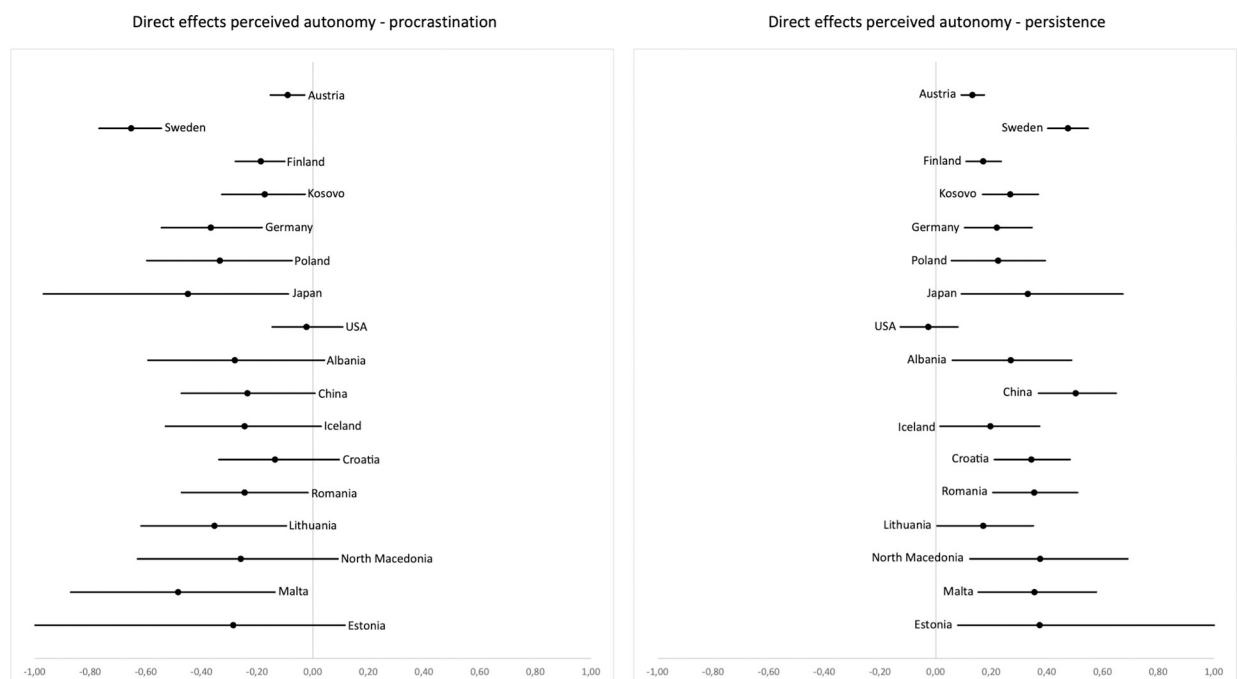 Direct effects perceived autonomy - procrastination
Austria
Sweden
Finland
Kosovo
Germany
Poland
Japan
USA
Albania
China
Iceland
Croatia
Romania
Lithuania
North Macedonia
Malta
Estonia
-1,00 -0,80 -0,60 -0,40 -0,20 0,00 0,20 0,40 0,60 0,80 1,00
Direct effects perceived autonomy - persistence
Austria
Sweden
Finland
Kosovo
Germany
Poland
Japan
USA
Albania
China
Iceland
Croatia
Romania
Lithuania
North Macedonia
Malta
Estonia
-1,00 -0,80 -0,60 -0,40 -0,20 0,00 0,20 0,40 0,60 0,80 1,00